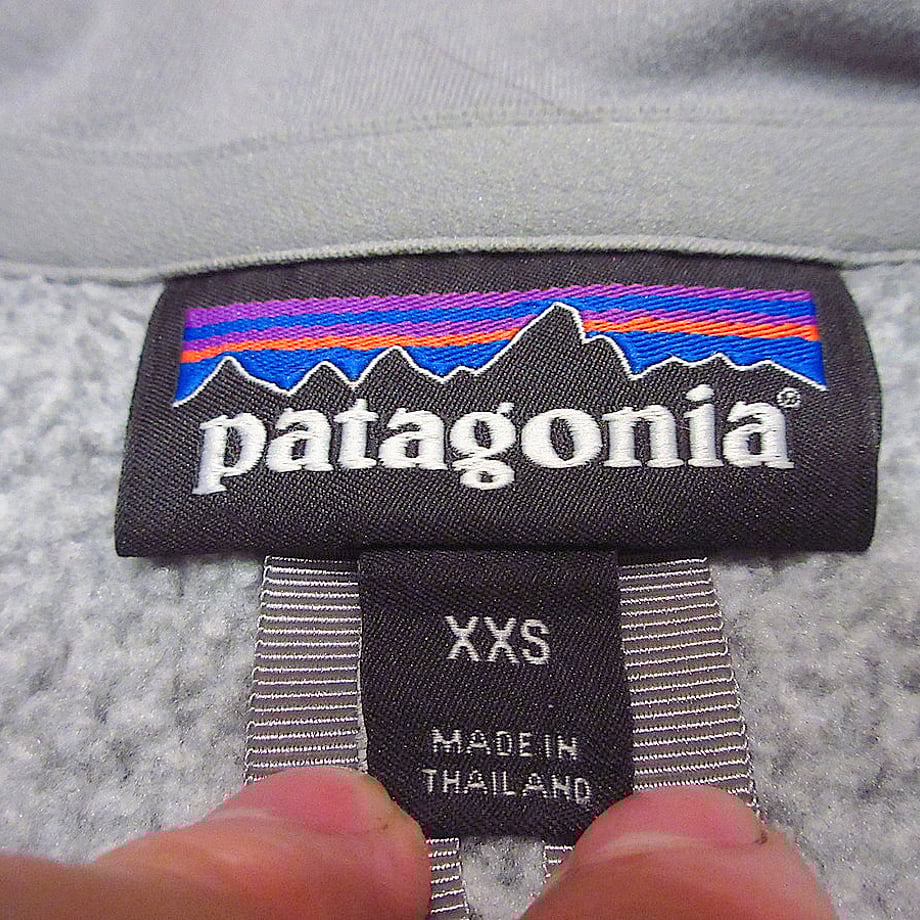 patagonia®
XXS
MADE IN
THAILAND